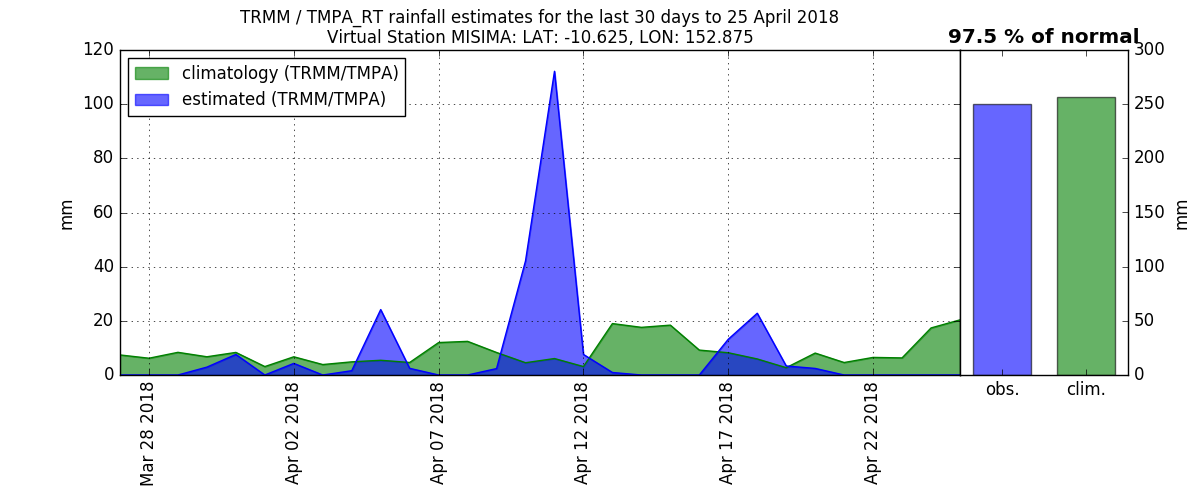 TRMM / TMPA_RT rainfall estimates for the last 30 days to 25 April 2018
Virtual Station MISIMA: LAT: -10.625, LON: 152.875
97.5 % of normal
climatology (TRMM/TMPA)
estimated (TRMM/TMPA)
mm
120
100
80
60
40
20
0
Mar 28 2018
Apr 02 2018
Apr 07 2018
Apr 12 2018
Apr 17 2018
Apr 22 2018
obs.
clim.
300
250
200
150
100
50
0
mm